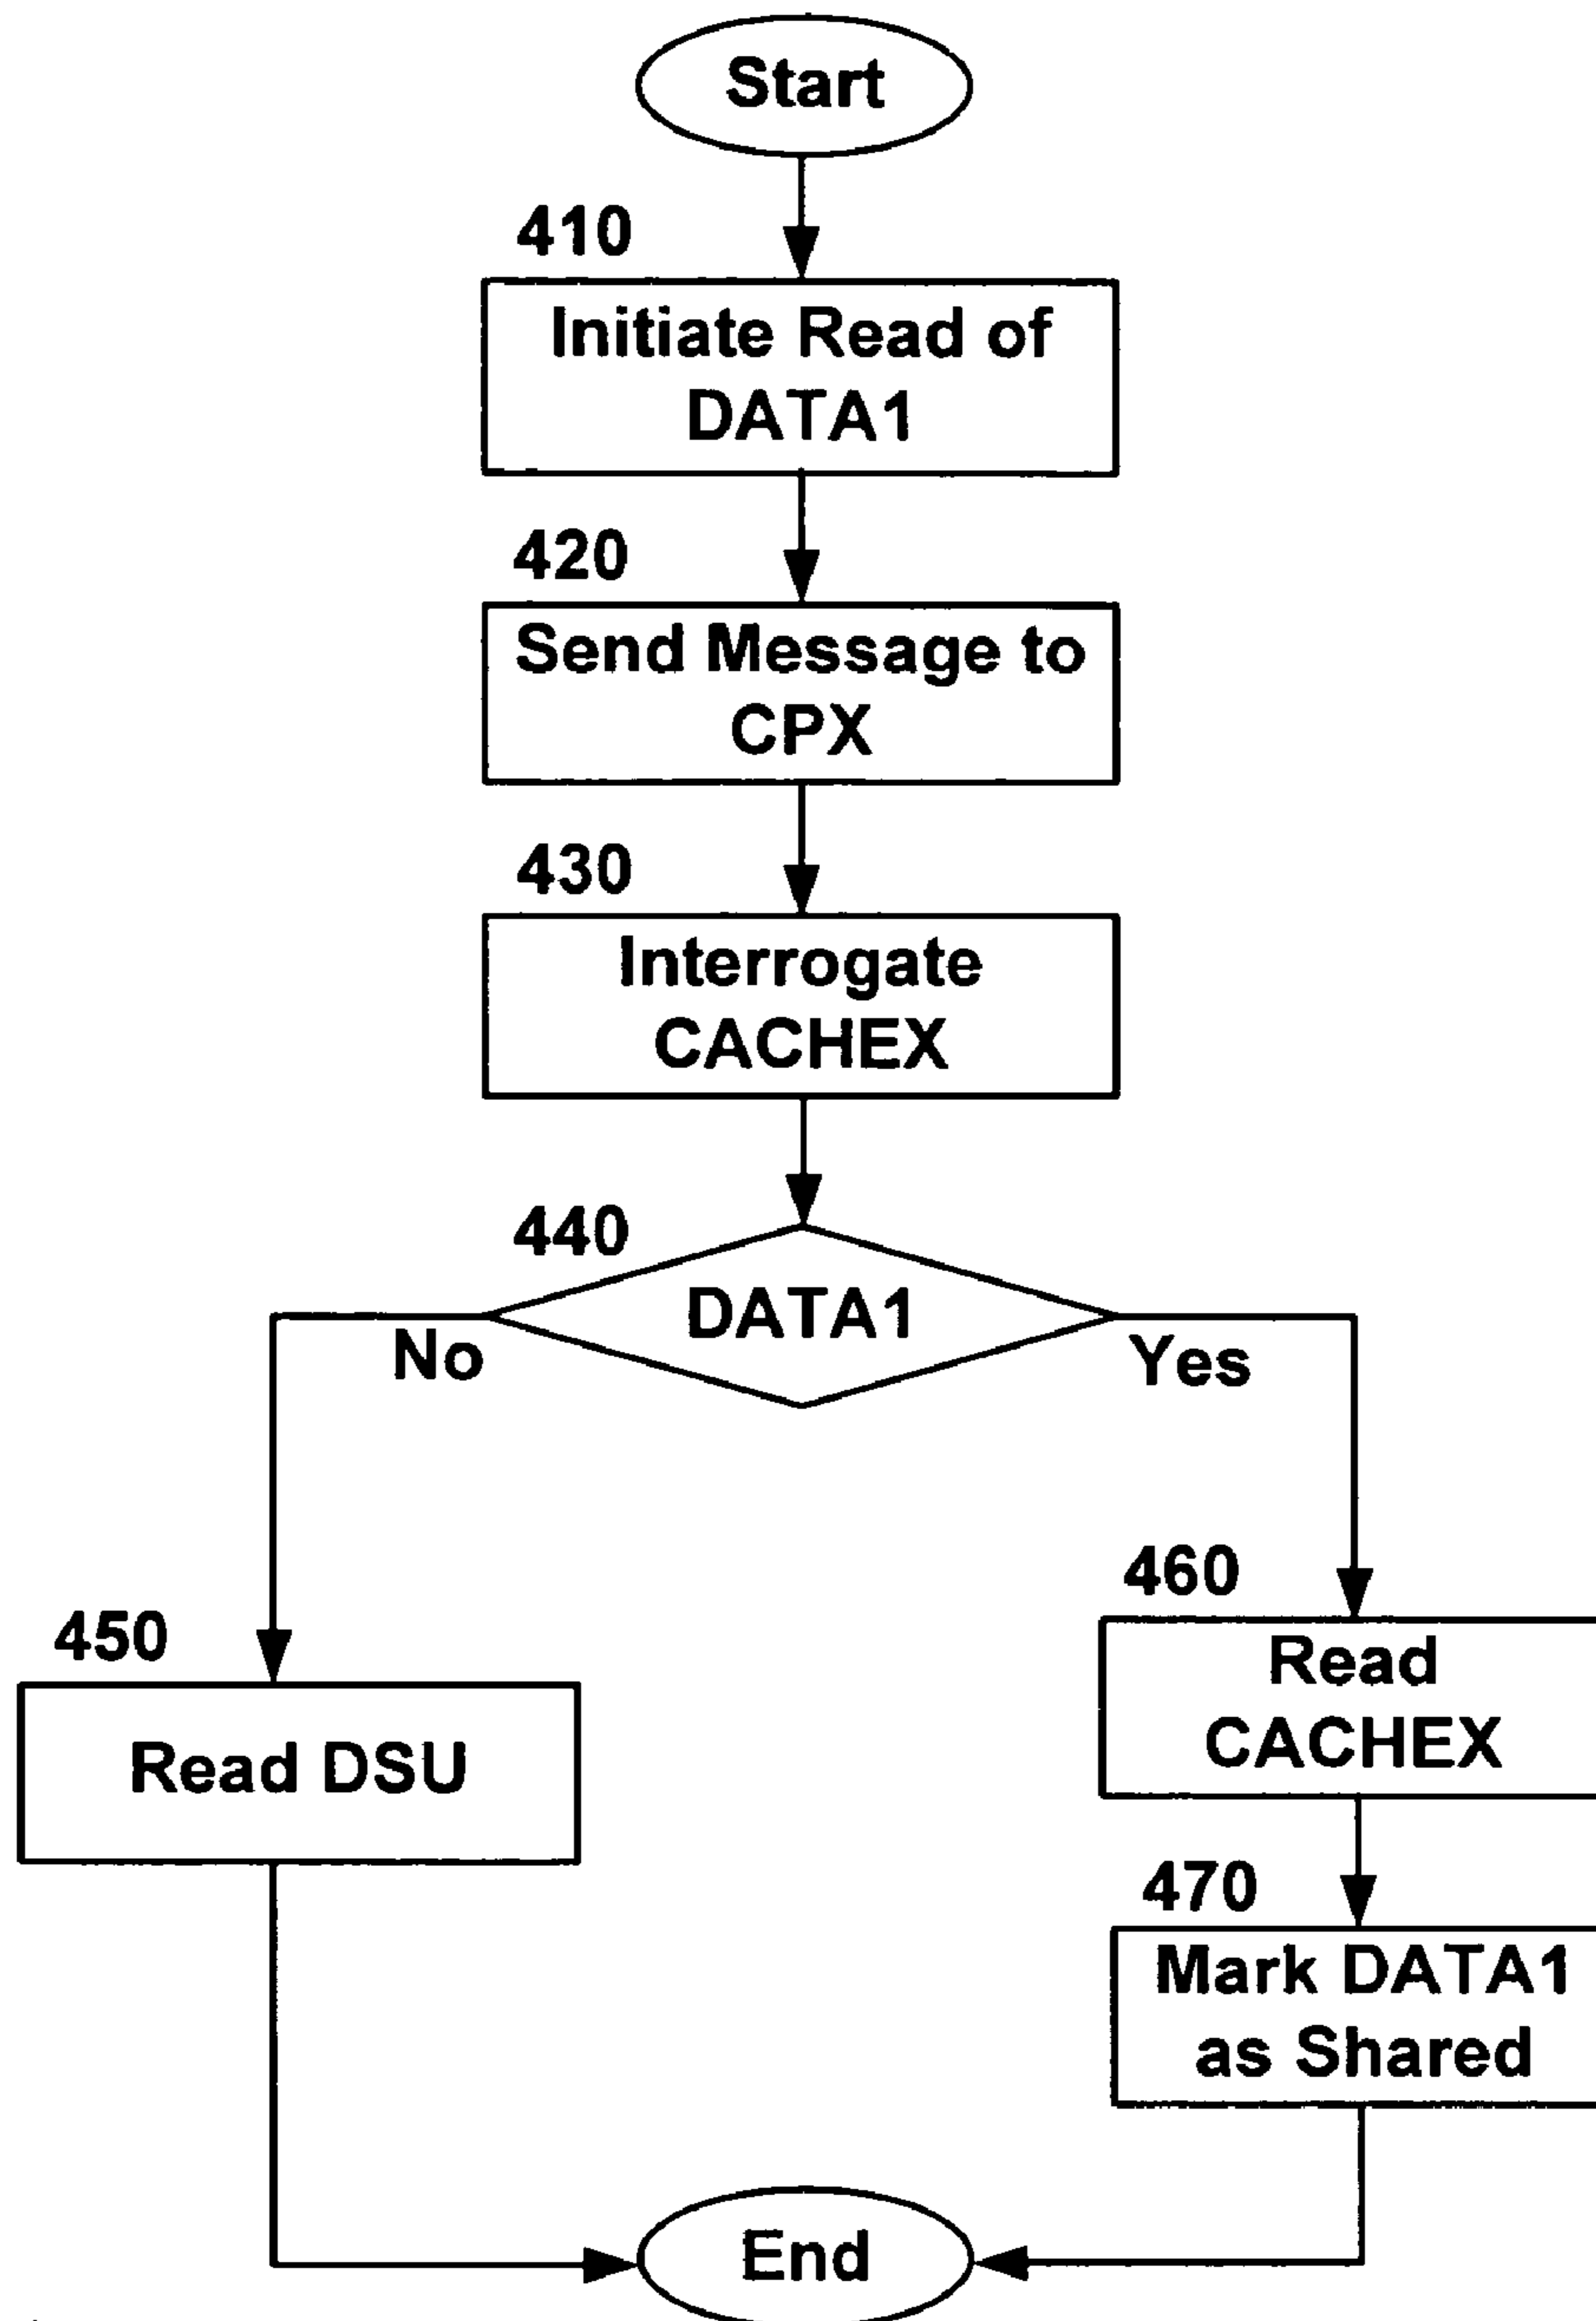 Start
410
Initiate Read of
DATA1
420
Send Message to
CPX
430
Interrogate
CACHEX
440
DATA1
No
Yes
460
Read
CACHEX
450
Read DSU
470
Mark DATA1
as Shared
End